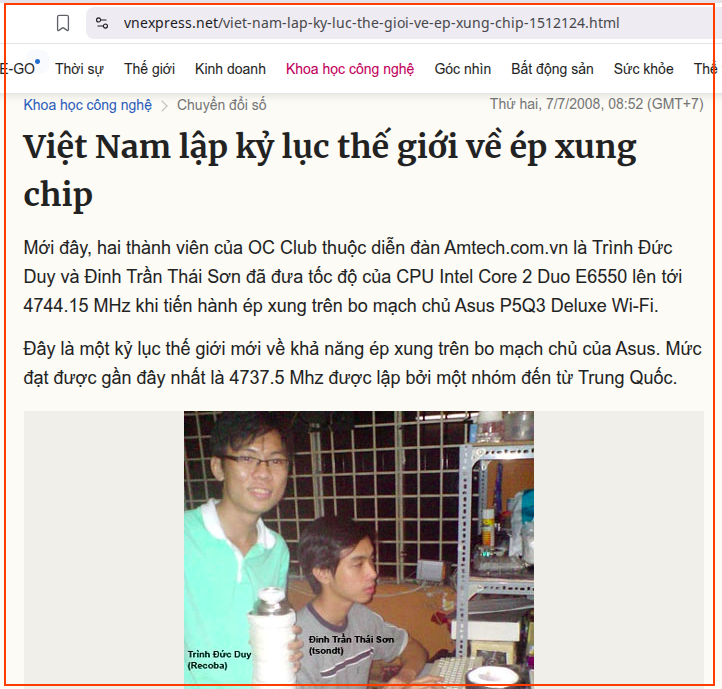 vnexpress.net/viet-nam-lap-ky-luc-the-gioi-ve-ep-xung-chip-1512124.html
E-GO Thời sự Thế giới Kinh doanh Khoa học công nghệ Góc nhìn Bất động sản Sức khỏe Thể
Khoa học công nghệ > Chuyển đổi số Thứ hai, 7/7/2008, 08:52 (GMT+7)
Việt Nam lập kỷ lục thế giới về ép xung
chip
Mới đây, hai thành viên của OC Club thuộc diễn đàn Amtech.com.vn là Trình Đức
Duy và Đinh Trần Thái Sơn đã đưa tốc độ của CPU Intel Core 2 Duo E6550 lên tới
4744.15 MHz khi tiến hành ép xung trên bo mạch chủ Asus P5Q3 Deluxe Wi-Fi.
Đây là một kỷ lục thế giới mới về khả năng ép xung trên bo mạch chủ của Asus. Mức
đạt được gần đây nhất là 4737.5 Mhz được lập bởi một nhóm đến từ Trung Quốc.
Đinh Trần Thái Sơn
(tsondt)
Trình Đức Duy
(Recoba)